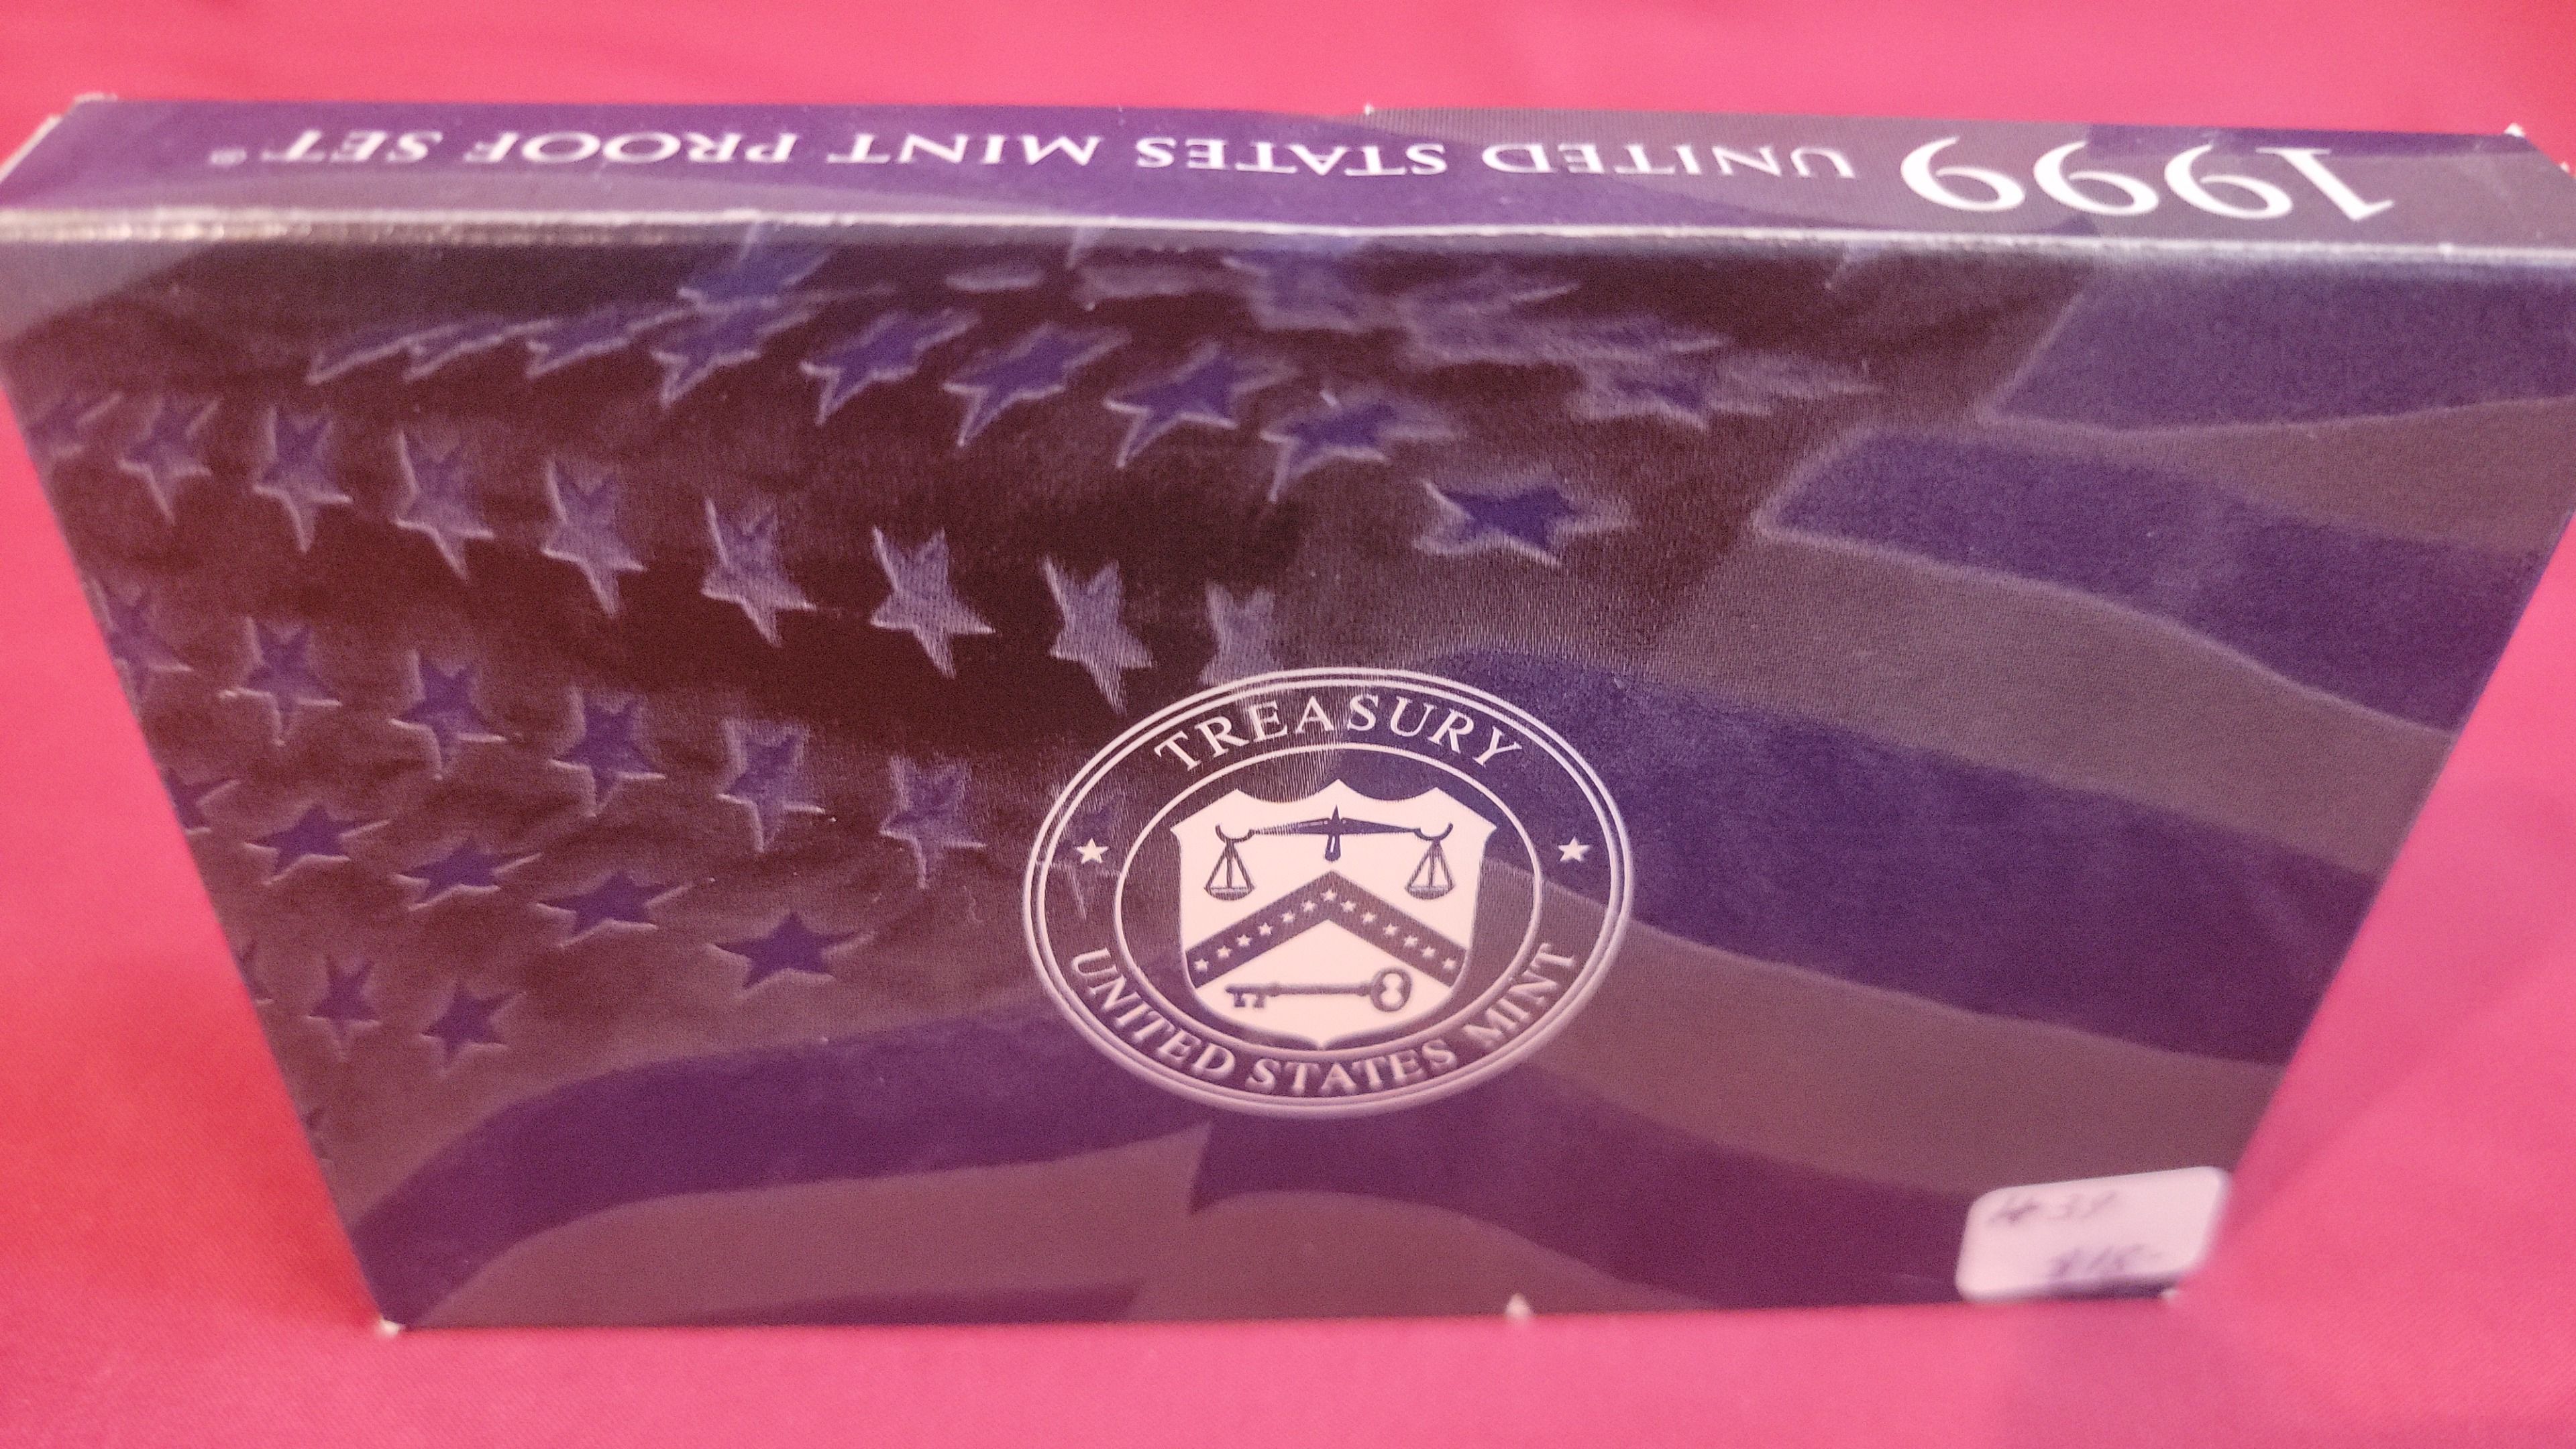 1999 UNITED STATES MINT PROOF SET®
TREASURY
UNITED STATES MINT